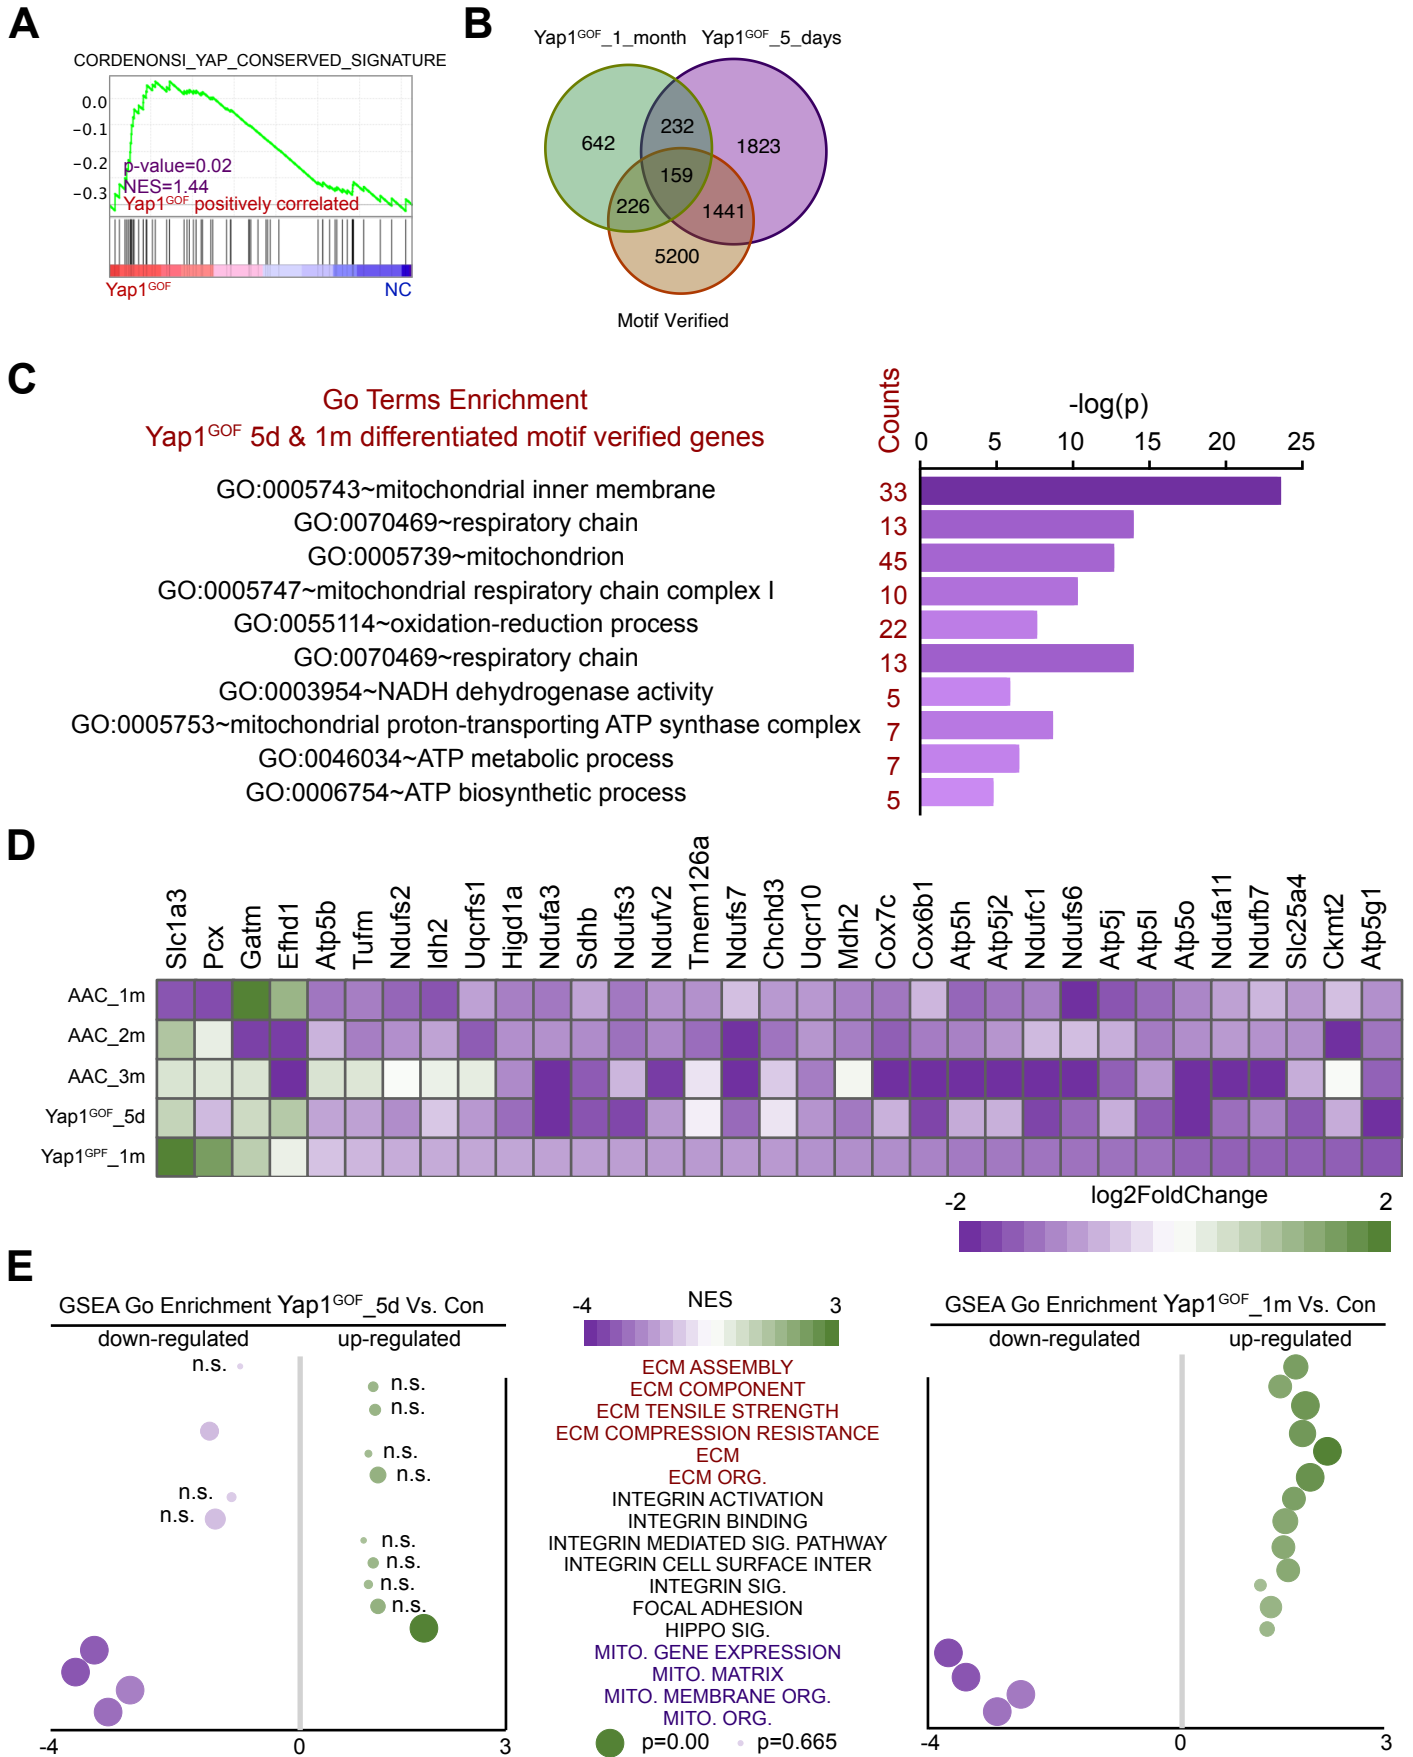 A
CORDENONSI_YAP_CONSERVED_SIGNATURE
0.0
−0.1
−0.2
−0.3
p-value=0.02
NES=1.44
Yap1GOF positively correlated
Yap1GOF
NC
B
Yap1GOF_1_month
Yap1GOF_5_days
642
232
1823
159
226
1441
5200
Motif Verified
C
Go Terms Enrichment
Yap1GOF 5d & 1m differentiated motif verified genes
Counts
-log(p)
0 5 10 15 20 25
GO:0005743~mitochondrial inner membrane 33
GO:0070469~respiratory chain 13
GO:0005739~mitochondrion 45
GO:0005747~mitochondrial respiratory chain complex I 10
GO:0055114~oxidation-reduction process 22
GO:0070469~respiratory chain 13
GO:0003954~NADH dehydrogenase activity 5
GO:0005753~mitochondrial proton-transporting ATP synthase complex 7
GO:0046034~ATP metabolic process 7
GO:0006754~ATP biosynthetic process 5
D
Slc1a3
Pcx
Gatm
Efhd1
Atp5b
Tufm
Ndufs2
Idh2
Uqcrfs1
Higd1a
Ndufa3
Sdhb
Ndufs3
Ndufv2
Tmem126a
Ndufs7
Chchd3
Uqcr10
Mdh2
Cox7c
Cox6b1
Atp5h
Atp5j2
Ndufc1
Ndufs6
Atp5j
Atp5l
Atp5o
Ndufa11
Ndufb7
Slc25a4
Ckmt2
Atp5g1
AAC_1m
AAC_2m
AAC_3m
Yap1GOF_5d
Yap1GPF_1m
-2 log2FoldChange 2
E
GSEA Go Enrichment Yap1GOF_5d Vs. Con
down-regulated
up-regulated
n.s.
n.s.
n.s.
n.s.
n.s.
n.s.
n.s.
n.s.
n.s.
n.s.
n.s.
-4 0 3
-4 NES 3
ECM ASSEMBLY
ECM COMPONENT
ECM TENSILE STRENGTH
ECM COMPRESSION RESISTANCE
ECM
ECM ORG.
INTEGRIN ACTIVATION
INTEGRIN BINDING
INTEGRIN MEDIATED SIG. PATHWAY
INTEGRIN CELL SURFACE INTER
INTEGRIN SIG.
FOCAL ADHESION
HIPPO SIG.
MITO. GENE EXPRESSION
MITO. MATRIX
MITO. MEMBRANE ORG.
MITO. ORG.
p=0.00 p=0.665
GSEA Go Enrichment Yap1GOF_1m Vs. Con
down-regulated
up-regulated
-4 0 3